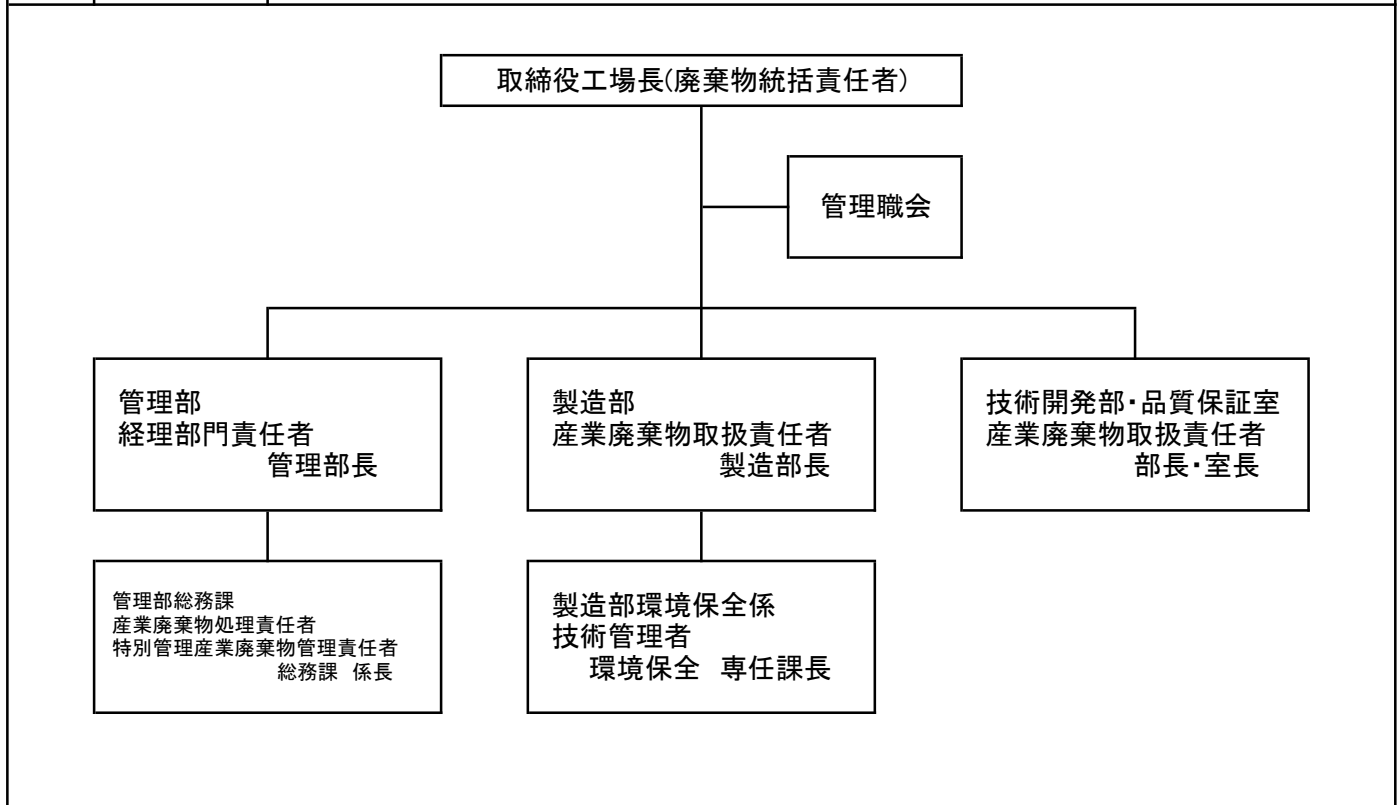 取締役工場長(廃棄物統括責任者)
管理職会
管理部
経理部門責任者
管理部長
製造部
産業廃棄物取扱責任者
製造部長
技術開発部・品質保証室
産業廃棄物取扱責任者
部長・室長
管理部総務課
産業廃棄物処理責任者
特別管理産業廃棄物管理責任者
総務課　係長
製造部環境保全係
技術管理者
環境保全　専任課長